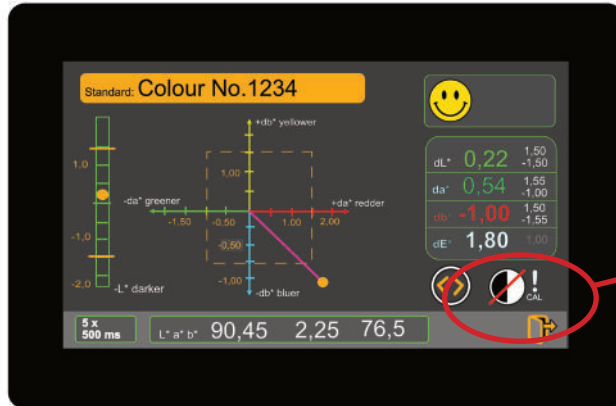 Standard: Colour No.1234
+db* yellower
1,0
-1,0
-2,0
-L* darker
1,00
-da* greener
+da* redder
-1,50
-0,50
1,00
2,00
-0,50
-1,00
-db* bluer
dL* 0,22 1,50 -1,50
da* 0,54 1,55 -1,00
db* -1,00 1,50 -1,55
dE* 1,80 1,00
! CAL
5 x
500 ms
L* a* b* 90,45 2,25 76,5